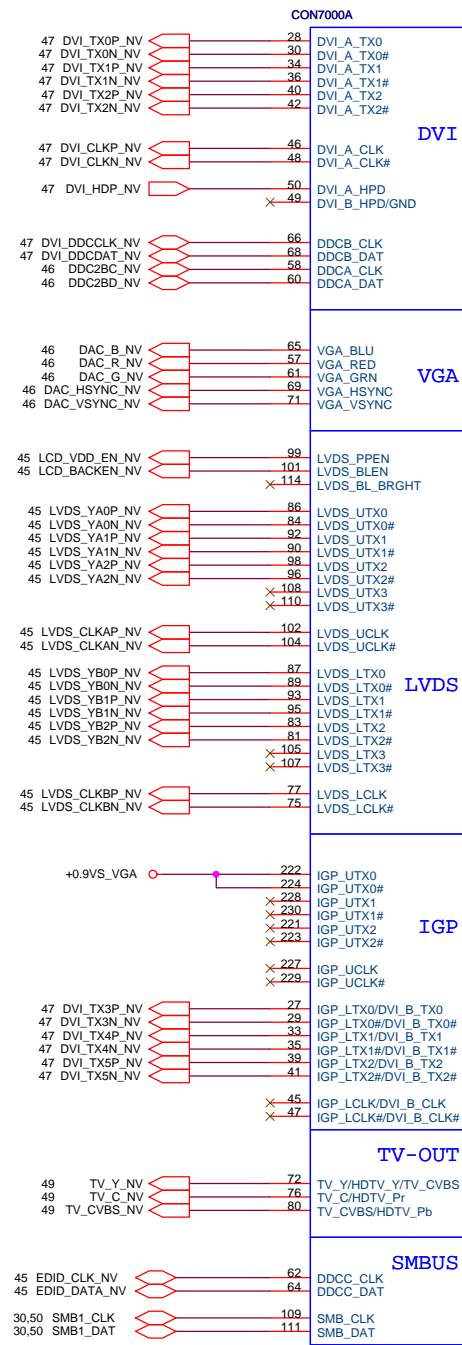 CON7000A
47 DVI_TX0P_NV 28 DVI_A_TX0
47 DVI_TX0N_NV 30 DVI_A_TX0#
47 DVI_TX1P_NV 34 DVI_A_TX1
47 DVI_TX1N_NV 36 DVI_A_TX1#
47 DVI_TX2P_NV 40 DVI_A_TX2
47 DVI_TX2N_NV 42 DVI_A_TX2#
DVI
47 DVI_CLKP_NV 46 DVI_A_CLK
47 DVI_CLKN_NV 48 DVI_A_CLK#
47 DVI_HDP_NV 50 DVI_A_HPD
49 DVI_B_HPD/GND
47 DVI_DDCCLK_NV 66 DDCB_CLK
47 DVI_DDCDAT_NV 68 DDCB_DAT
46 DDC2BC_NV 58 DDCA_CLK
46 DDC2BD_NV 60 DDCA_DAT
46 DAC_B_NV 65 VGA_BLU
46 DAC_R_NV 57 VGA_RED
46 DAC_G_NV 61 VGA_GRN
VGA
46 DAC_HSYNC_NV 69 VGA_HSYNC
46 DAC_VSYNC_NV 71 VGA_VSYNC
45 LCD_VDD_EN_NV 99 LVDS_PPEN
45 LCD_BACKEN_NV 101 LVDS_BLEN
114 LVDS_BL_BRGHT
45 LVDS_YA0P_NV 86 LVDS_UTX0
45 LVDS_YA0N_NV 84 LVDS_UTX0#
45 LVDS_YA1P_NV 92 LVDS_UTX1
45 LVDS_YA1N_NV 90 LVDS_UTX1#
45 LVDS_YA2P_NV 98 LVDS_UTX2
45 LVDS_YA2N_NV 96 LVDS_UTX2#
108 LVDS_UTX3
110 LVDS_UTX3#
45 LVDS_CLKAP_NV 102 LVDS_UCLK
45 LVDS_CLKAN_NV 104 LVDS_UCLK#
45 LVDS_YB0P_NV 87 LVDS_LTX0
45 LVDS_YB0N_NV 89 LVDS_LTX0#
LVDS
45 LVDS_YB1P_NV 93 LVDS_LTX1
45 LVDS_YB1N_NV 95 LVDS_LTX1#
45 LVDS_YB2P_NV 83 LVDS_LTX2
45 LVDS_YB2N_NV 81 LVDS_LTX2#
105 LVDS_LTX3
107 LVDS_LTX3#
45 LVDS_CLKBP_NV 77 LVDS_LCLK
45 LVDS_CLKBN_NV 75 LVDS_LCLK#
+0.9VS_VGA 222 IGP_UTX0
224 IGP_UTX0#
228 IGP_UTX1
230 IGP_UTX1#
221 IGP_UTX2
IGP
223 IGP_UTX2#
227 IGP_UCLK
229 IGP_UCLK#
47 DVI_TX3P_NV 27 IGP_LTX0/DVI_B_TX0
47 DVI_TX3N_NV 29 IGP_LTX0#/DVI_B_TX0#
47 DVI_TX4P_NV 33 IGP_LTX1/DVI_B_TX1
47 DVI_TX4N_NV 35 IGP_LTX1#/DVI_B_TX1#
47 DVI_TX5P_NV 39 IGP_LTX2/DVI_B_TX2
47 DVI_TX5N_NV 41 IGP_LTX2#/DVI_B_TX2#
45 IGP_LCLK/DVI_B_CLK
47 IGP_LCLK#/DVI_B_CLK#
TV-OUT
49 TV_Y_NV 72 TV_Y/HDTV_Y/TV_CVBS
49 TV_C_NV 76 TV_C/HDTV_Pr
49 TV_CVBS_NV 80 TV_CVBS/HDTV_Pb
SMBUS
45 EDID_CLK_NV 62 DDCC_CLK
45 EDID_DATA_NV 64 DDCC_DAT
30,50 SMB1_CLK 109 SMB_CLK
30,50 SMB1_DAT 111 SMB_DAT